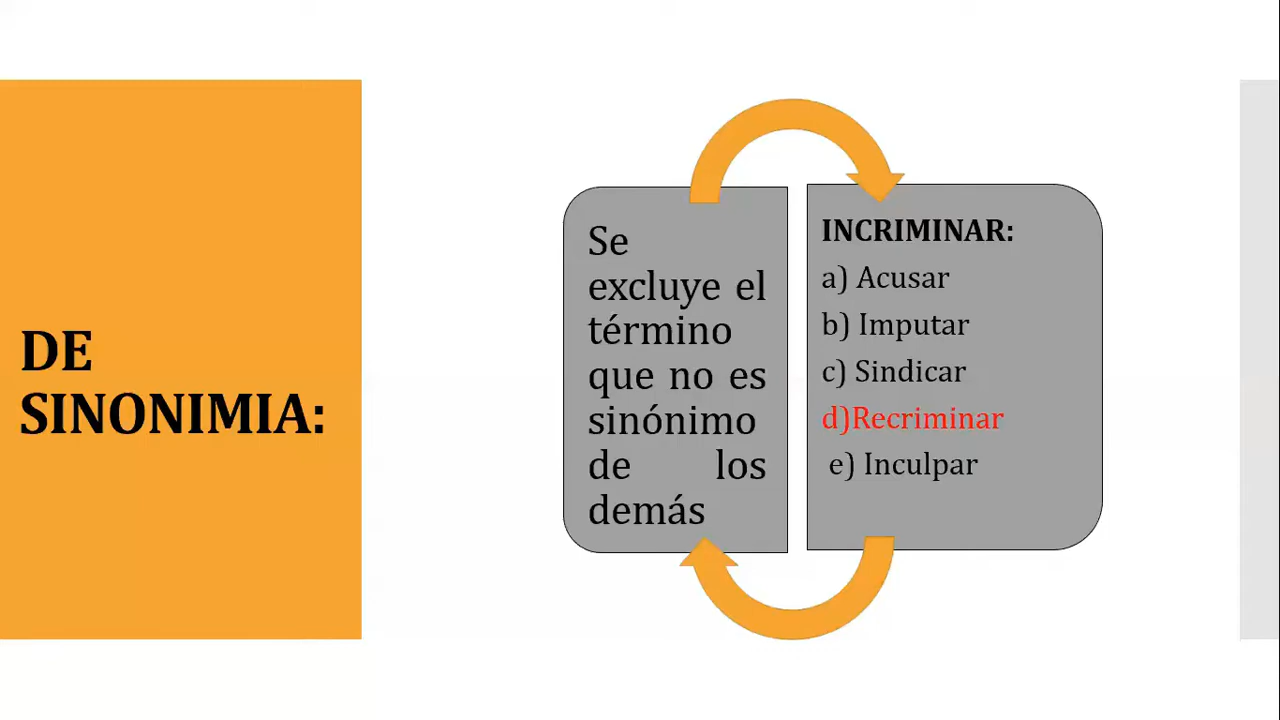 DE
SINONIMIA:
Se
excluye el
término
que no es
sinónimo
de los
demás
INCRIMINAR:
a) Acusar
b) Imputar
c) Sindicar
d)Recriminar
e) Inculpar